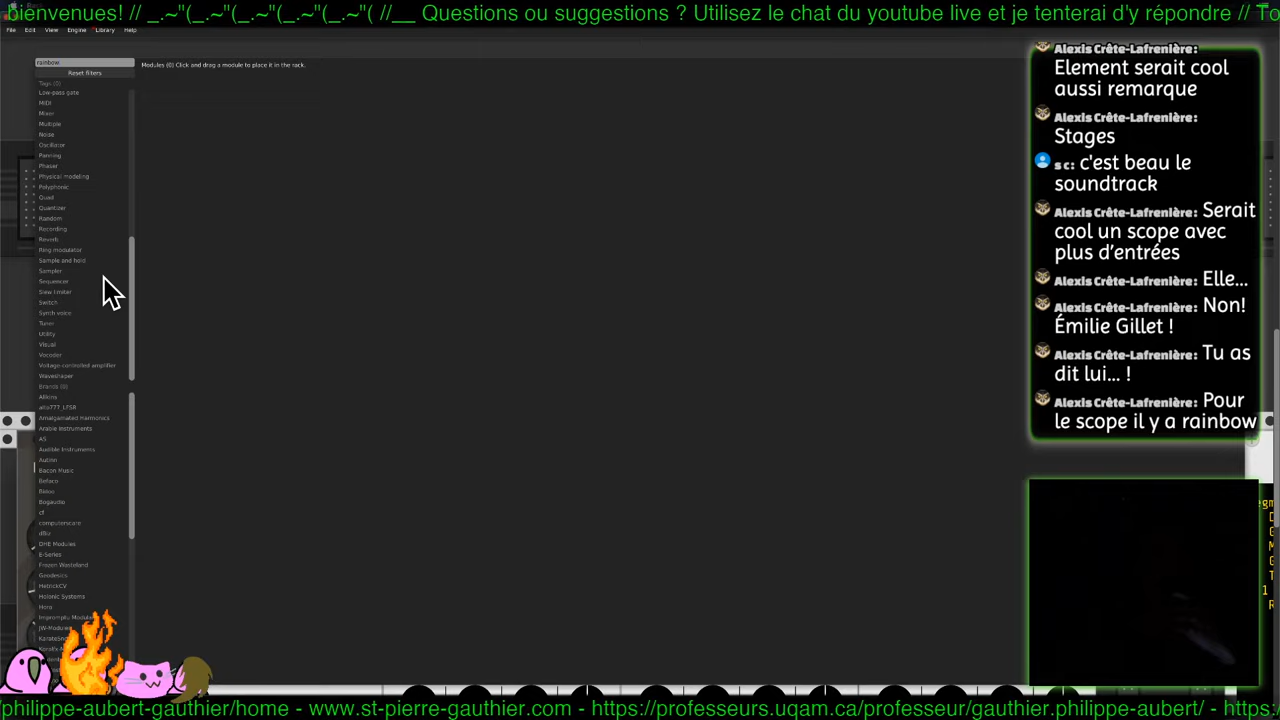 bienvenues! // _.~"(_.~"(_.~"(_.~"( //__ Questions ou suggestions ? Utilisez le chat du youtube live et je tenterai d'y répondre // To
File Edit View Engine Library Help
rainbow
Reset filters
Modules (0) Click and drag a module to place it in the rack.
Tags (0)
Low-pass gate
MIDI
Mixer
Multiple
Noise
Oscillator
Panning
Phaser
Physical modeling
Polyphonic
Quad
Quantizer
Random
Recording
Reverb
Ring modulator
Sample and hold
Sampler
Sequencer
Slew limiter
Switch
Synth voice
Tuner
Utility
Visual
Vocoder
Voltage-controlled amplifier
Waveshaper
Brands (0)
Alikins
alto777_LFSR
Amalgamated Harmonics
Arable Instruments
AS
Audible Instruments
Autinn
Bacon Music
Befaco
Bidoo
Bogaudio
cf
computerscare
dBiz
DHE Modules
E-Series
Frozen Wasteland
Geodesics
HetrickCV
Holonic Systems
Hora
Impromptu Modular
JW-Modules
Alexis Crête-Lafrenière:
Element serait cool
aussi remarque
Alexis Crête-Lafrenière:
Stages
s c: c'est beau le
soundtrack
Alexis Crête-Lafrenière: Serait
cool un scope avec
plus d'entrées
Alexis Crête-Lafrenière: Elle...
Alexis Crête-Lafrenière: Non!
Émilie Gillet !
Alexis Crête-Lafrenière: Tu as
dit lui... !
Alexis Crête-Lafrenière: Pour
le scope il y a rainbow
/philippe-aubert-gauthier/home - www.st-pierre-gauthier.com - https://professeurs.uqam.ca/professeur/gauthier.philippe-aubert/ - https: